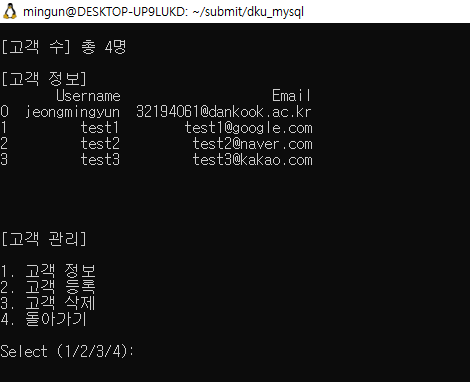 mingun@DESKTOP-UP9LUKD: ~/submit/dku_mysql
[고객 수] 총 4명
[고객 정보]
Username Email
0 jeongmingyun 32194061@dankook.ac.kr
1 test1 test1@google.com
2 test2 test2@naver.com
3 test3 test3@kakao.com
[고객 관리]
1. 고객 정보
2. 고객 등록
3. 고객 삭제
4. 돌아가기
Select (1/2/3/4):